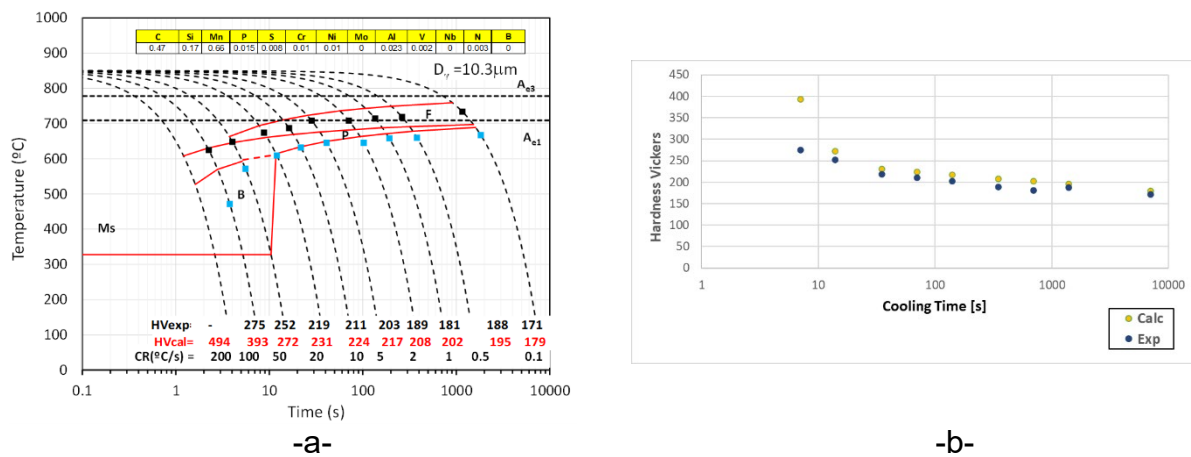 1000
900
800
700
600
500
400
300
200
100
0
Temperature (ºC)
C Si Mn P S Cr Ni Mo Al V Nb N B
0.47 0.17 0.66 0.015 0.008 0.01 0.01 0 0.023 0.002 0 0.003 0
Dγ =10.3μm
Ae3
F
Ae1
P
B
Ms
HVexp= - 275 252 219 211 203 189 181 188 171
HVcal= 494 393 272 231 224 217 208 202 195 179
CR(ºC/s) = 200 100 50 20 10 5 2 1 0.5 0.1
0.1 1 10 100 1000 10000
Time (s)
-a-
450
400
350
300
250
200
150
100
50
0
Hardness Vickers
1 10 100 1000 10000
Cooling Time [s]
Calc
Exp
-b-